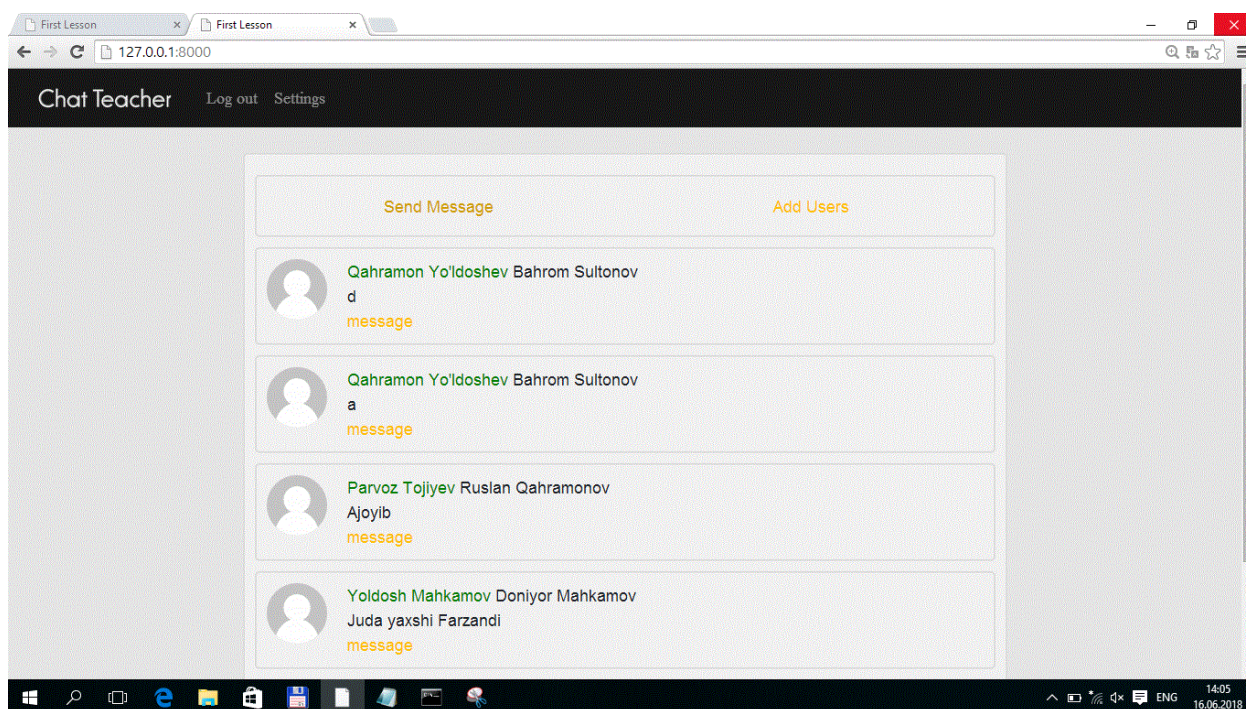 First Lesson First Lesson
127.0.0.1:8000
Chat Teacher Log out Settings
Send Message Add Users
Qahramon Yo'ldoshev Bahrom Sultonov
d
message
Qahramon Yo'ldoshev Bahrom Sultonov
a
message
Parvoz Tojiyev Ruslan Qahramonov
Ajoyib
message
Yoldosh Mahkamov Doniyor Mahkamov
Juda yaxshi Farzandi
message
ENG 14:05
16.06.2018